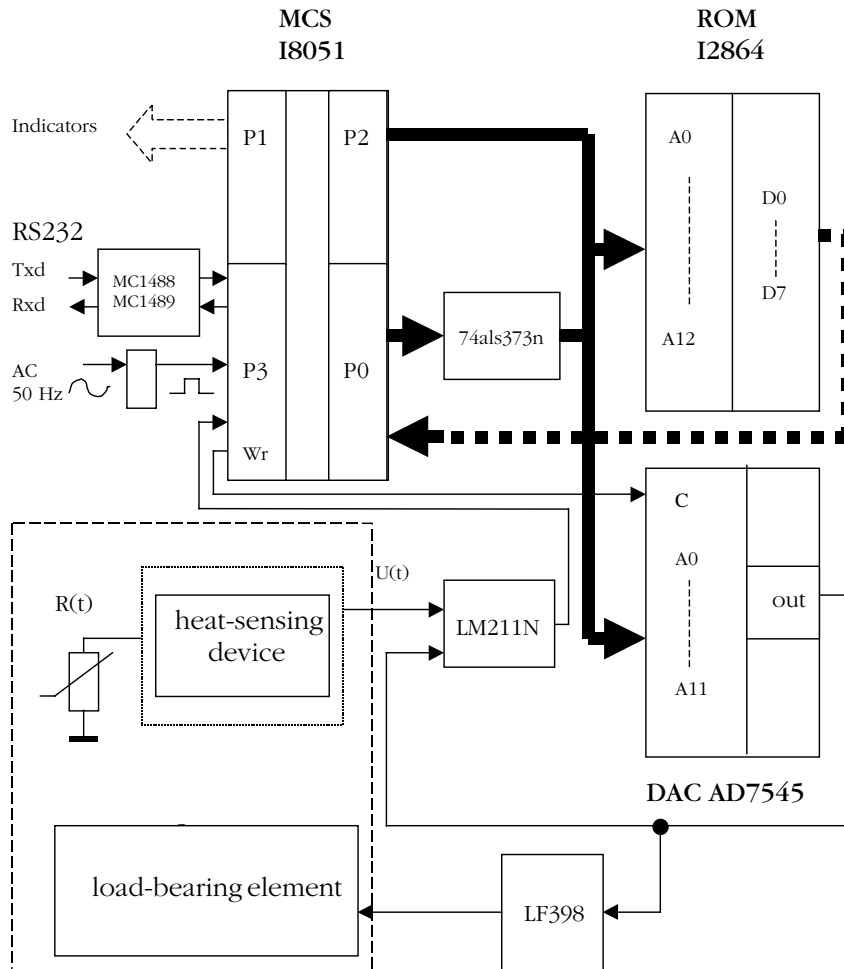 MCS
I8051
ROM
I2864
Indicators
P1
P2
A0
D0
D7
A12
RS232
Txd
Rxd
MC1488
MC1489
AC
50 Hz
P3
P0
Wr
74als373n
C
A0
A11
out
R(t)
heat-sensing
device
U(t)
LM211N
DAC AD7545
load-bearing element
LF398